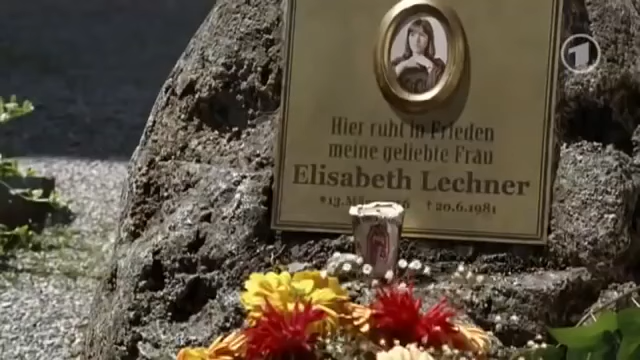 1
Hier ruht in Frieden
meine geliebte Frau
Elisabeth Lechner
† 20.6.1981